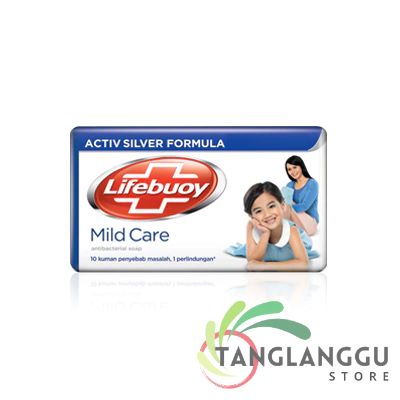 ACTIV SILVER FORMULA
Lifebuoy
Mild Care
antibacterial soap
10 kuman penyebab masalah, 1 perlindungan*
TANGLANGGU
STORE